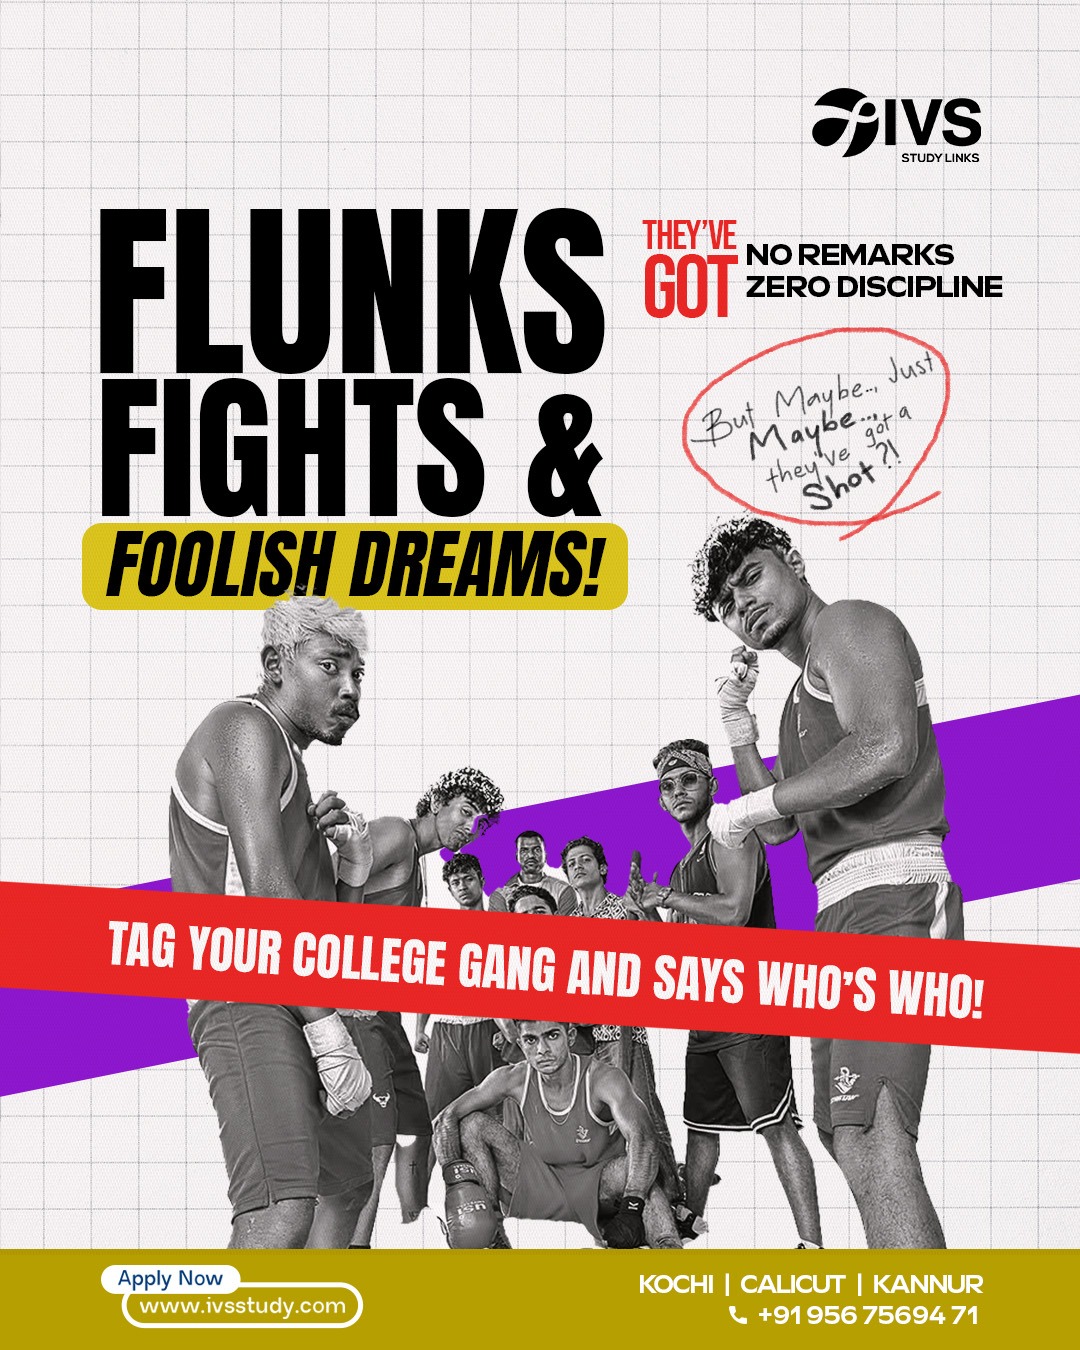 IVS
STUDY LINKS
FLUNKS
FIGHTS &
FOOLISH DREAMS!
THEY'VE
GOT
NO REMARKS
ZERO DISCIPLINE
But Maybe.., Just
Maybe...,
they've got a
Shot?!
TAG YOUR COLLEGE GANG AND SAYS WHO'S WHO!
Apply Now
www.ivsstudy.com
KOCHI | CALICUT | KANNUR
+91 956 75694 71